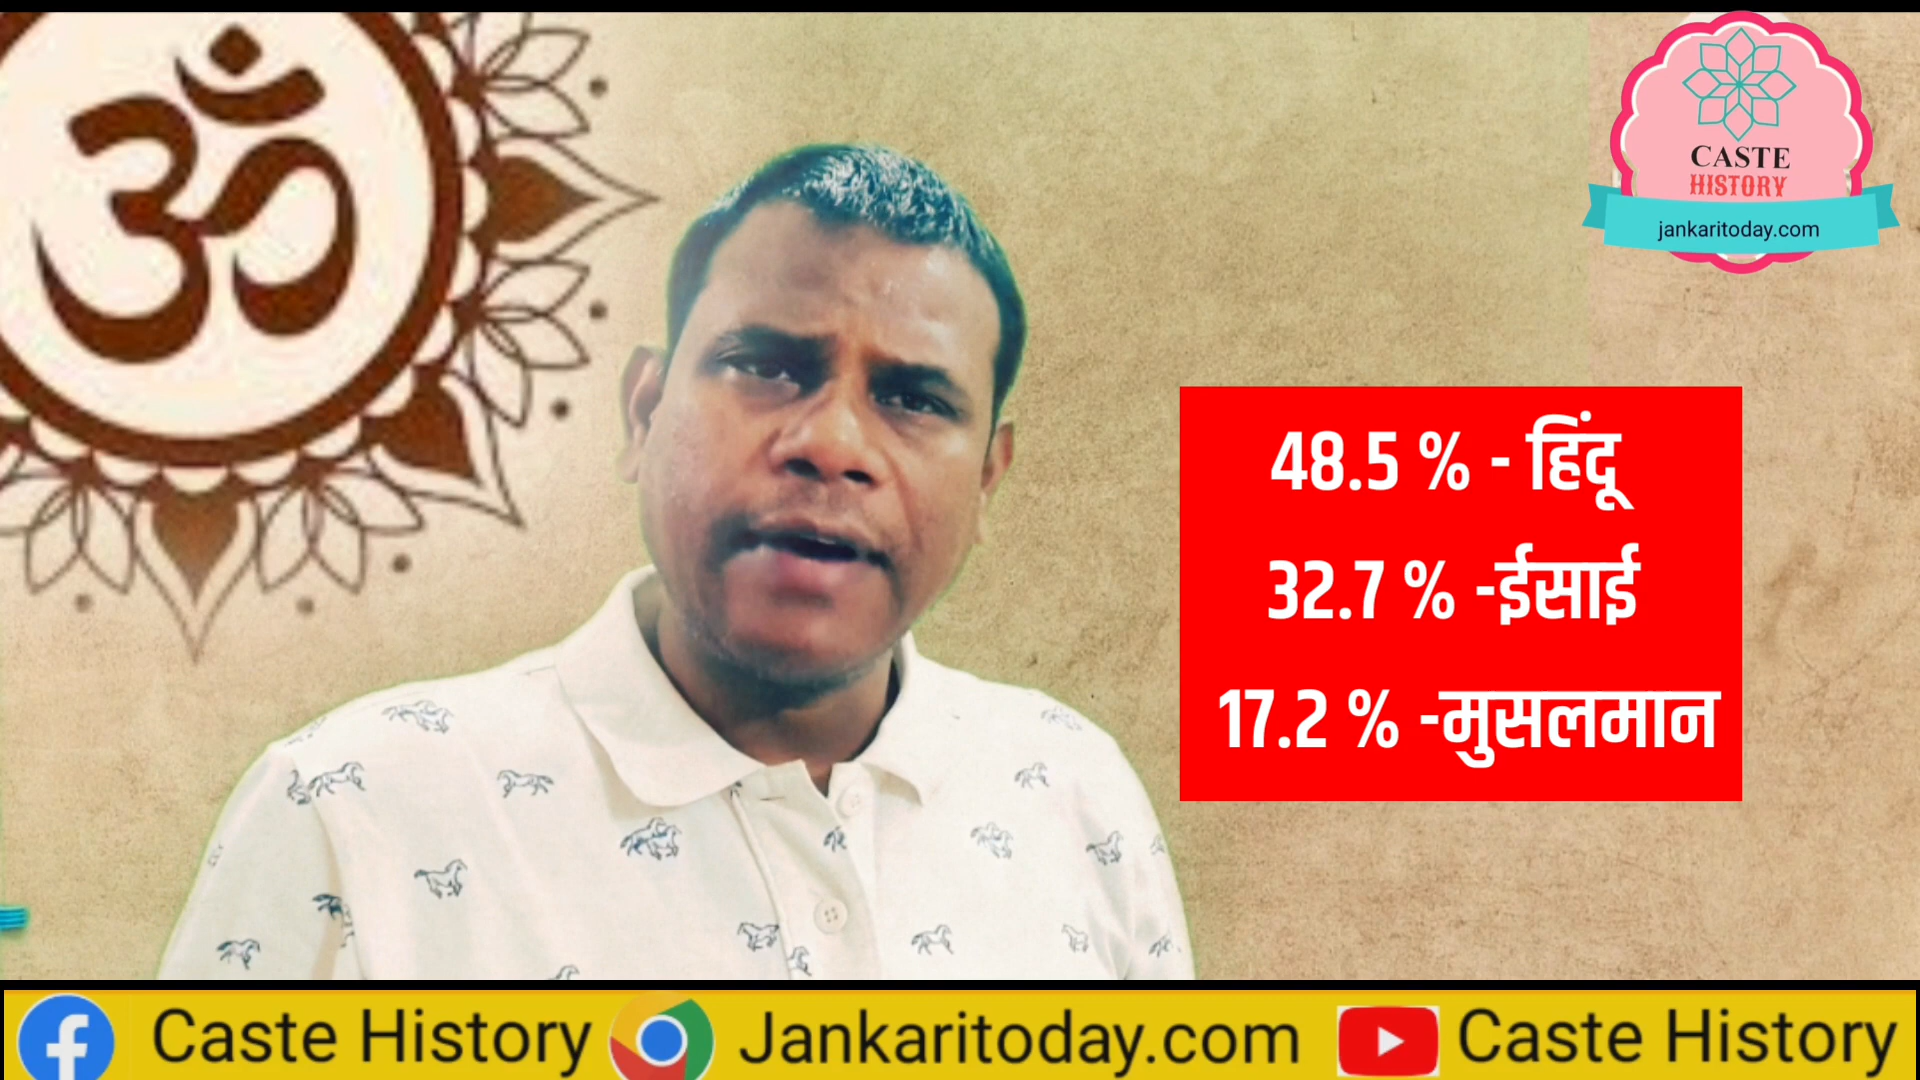 ॐ
CASTE
HISTORY
jankaritoday.com
48.5 % - हिंदू
32.7 % -ईसाई
17.2 % -मुसलमान
Caste History Jankaritoday.com Caste History